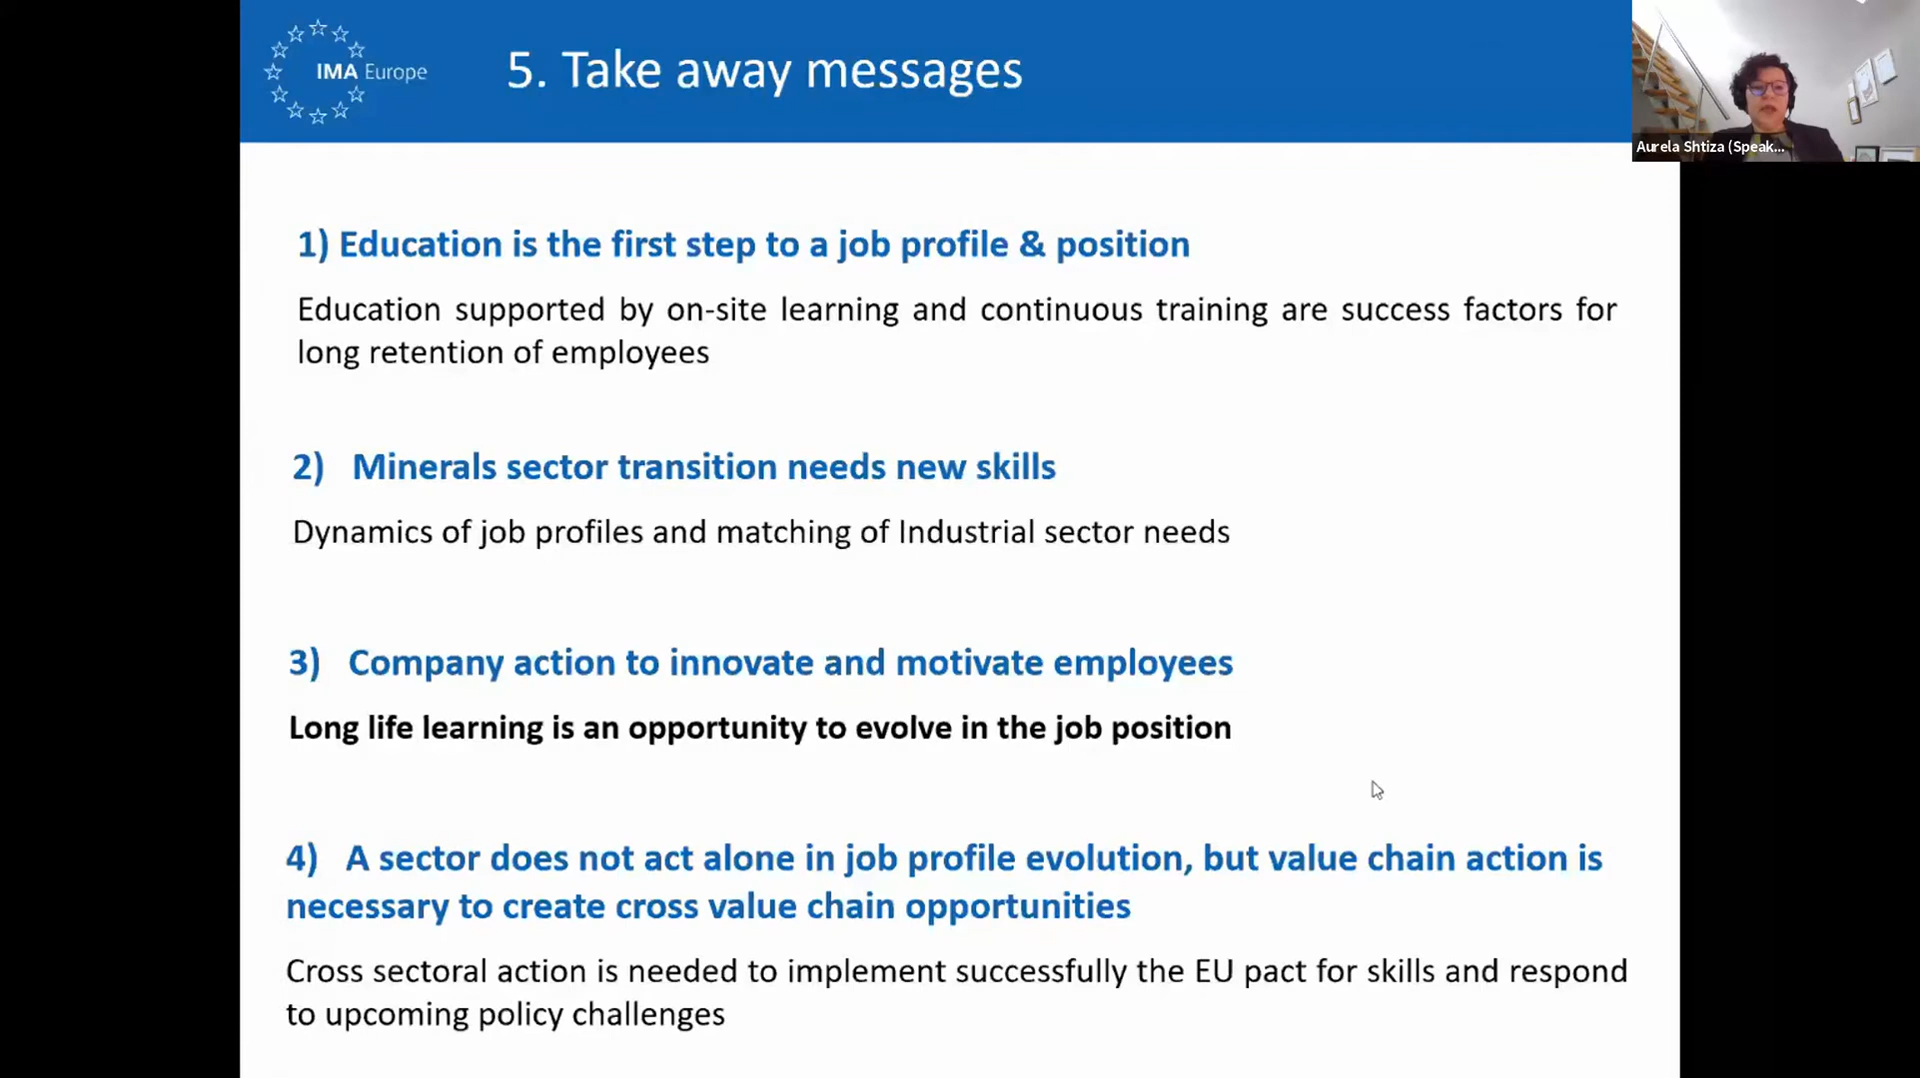 IMA Europe
5. Take away messages
Aurela Shtiza (Speak...
1) Education is the first step to a job profile & position
Education supported by on-site learning and continuous training are success factors for
long retention of employees
2) Minerals sector transition needs new skills
Dynamics of job profiles and matching of Industrial sector needs
3) Company action to innovate and motivate employees
Long life learning is an opportunity to evolve in the job position
4) A sector does not act alone in job profile evolution, but value chain action is
necessary to create cross value chain opportunities
Cross sectoral action is needed to implement successfully the EU pact for skills and respond
to upcoming policy challenges